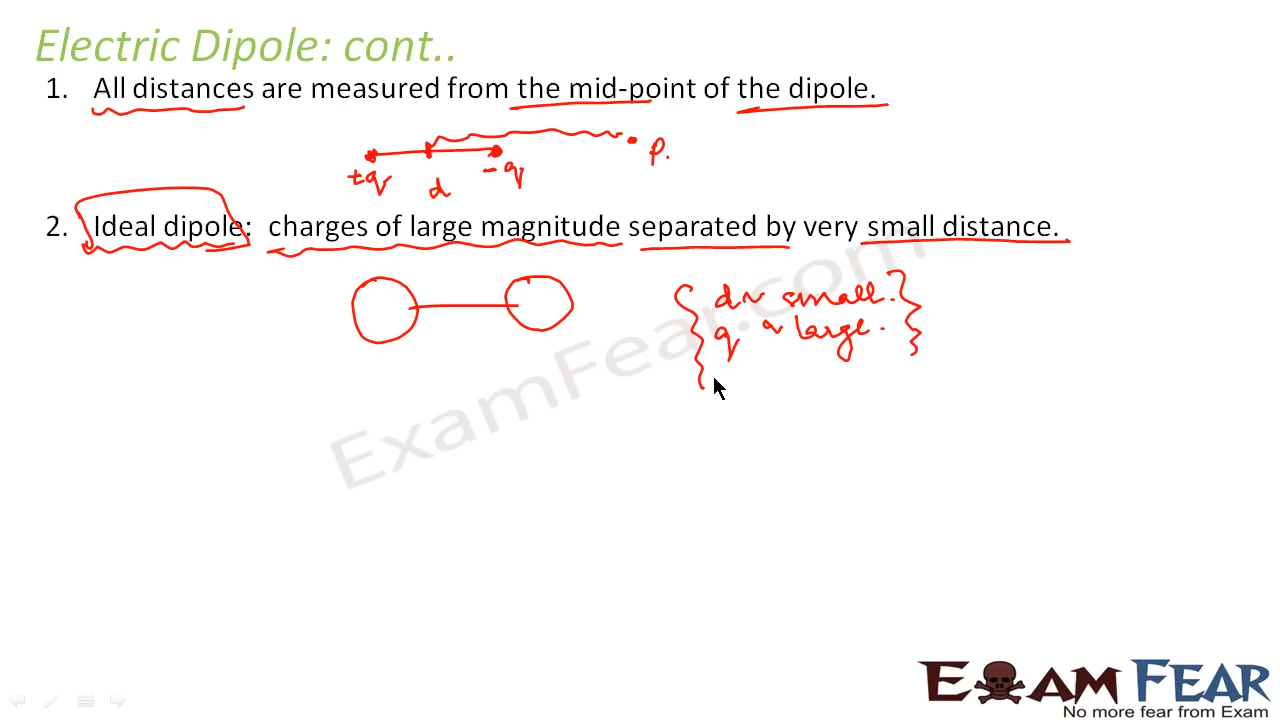 Electric Dipole: cont..
1. All distances are measured from the mid-point of the dipole.
+q d -q P.
2. Ideal dipole: charges of large magnitude separated by very small distance.
d ~ small.
q ~ large.
ExamFear.com
EXAM FEAR
No more fear from Exam